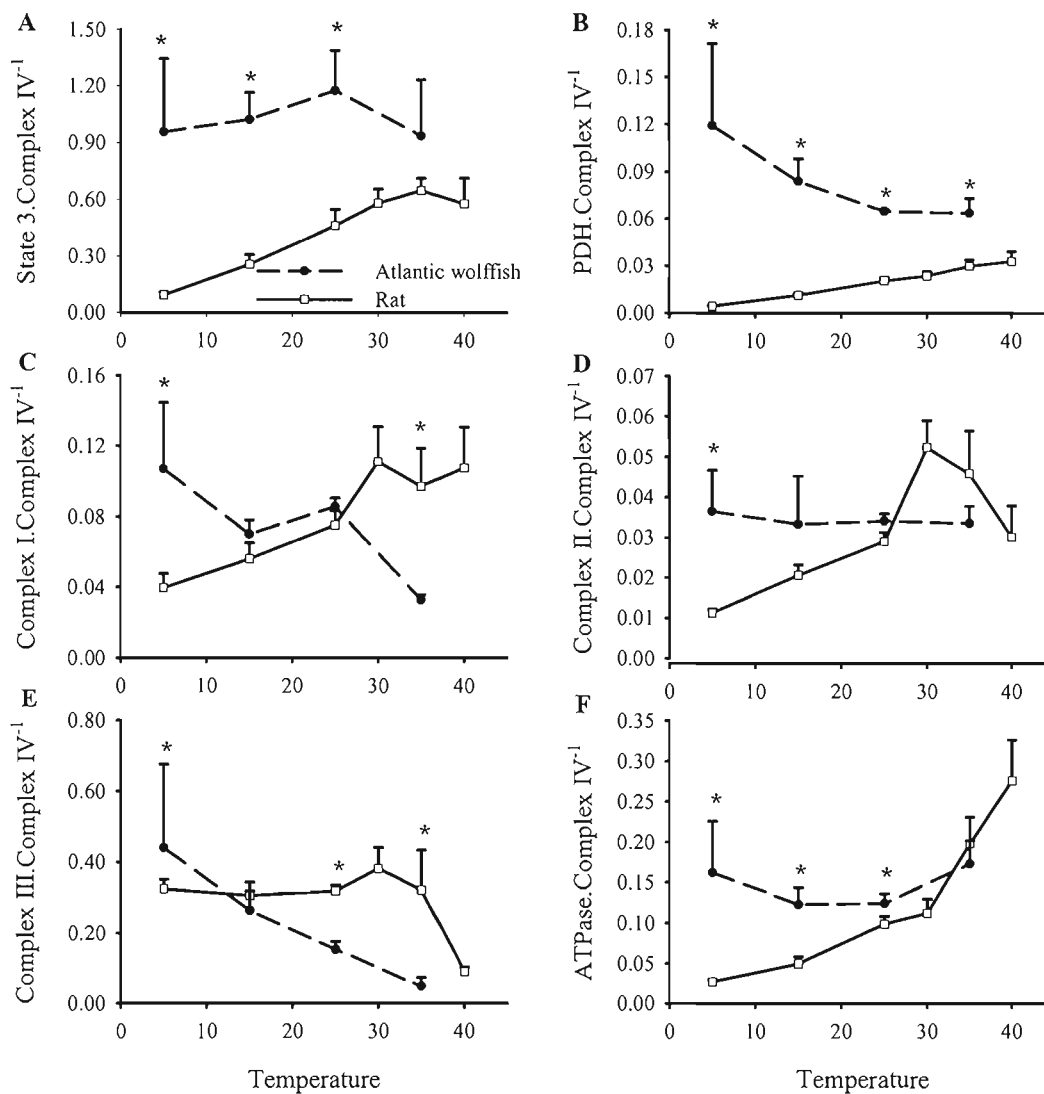 A
State 3.Complex IV⁻¹
1.50
1.20
0.90
0.60
0.30
0.00
* * *
Atlantic wolffish
Rat
0 10 20 30 40
B
PDH.Complex IV⁻¹
0.18
0.15
0.12
0.09
0.06
0.03
0.00
* * * *
0 10 20 30 40
C
Complex I.Complex IV⁻¹
0.16
0.12
0.08
0.04
0.00
* *
0 10 20 30 40
D
Complex II.Complex IV⁻¹
0.07
0.06
0.05
0.04
0.03
0.02
0.01
0.00
*
0 10 20 30 40
E
Complex III.Complex IV⁻¹
0.80
0.60
0.40
0.20
0.00
* * *
0 10 20 30 40
Temperature
F
ATPase.Complex IV⁻¹
0.35
0.30
0.25
0.20
0.15
0.10
0.05
0.00
* * *
0 10 20 30 40
Temperature